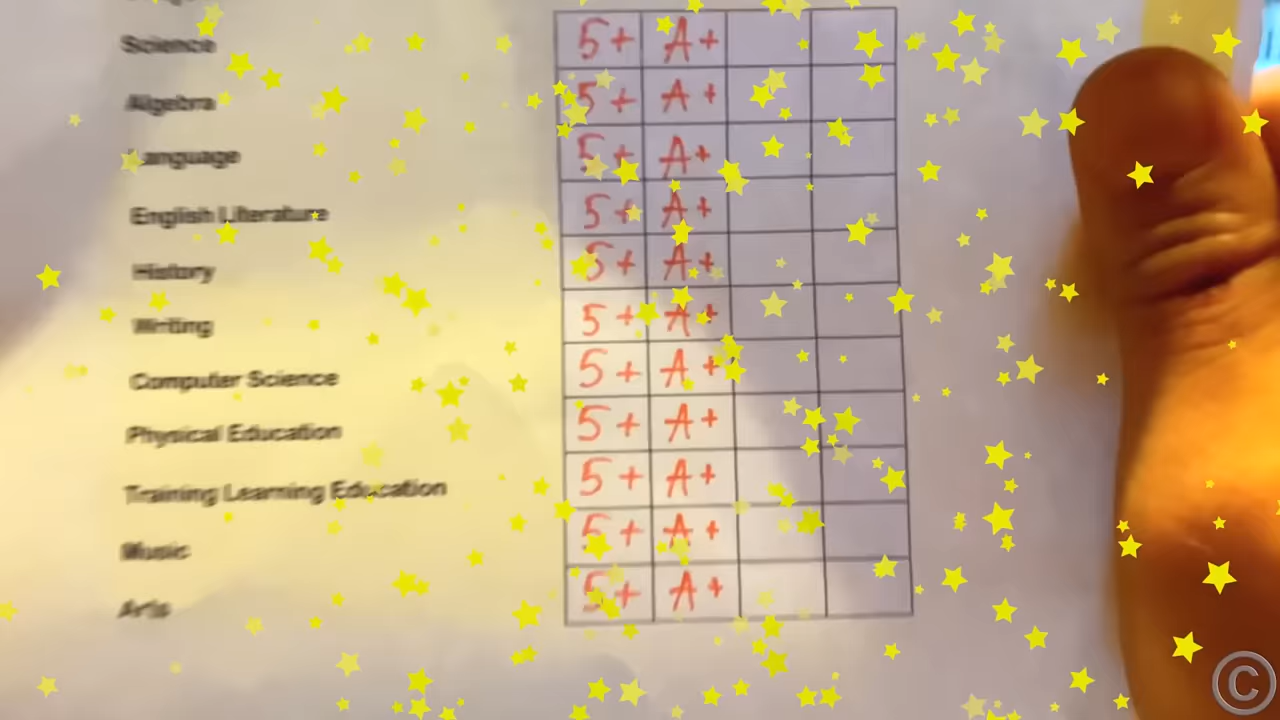 Science 5+ A+
Algebra 5+ A+
Language 5+ A+
English Literature 5+ A+
History 5+ A+
Writing 5+ A+
Computer Science 5+ A+
Physical Education 5+ A+
Training Learning Education 5+ A+
Music 5+ A+
Arts 5+ A+
©